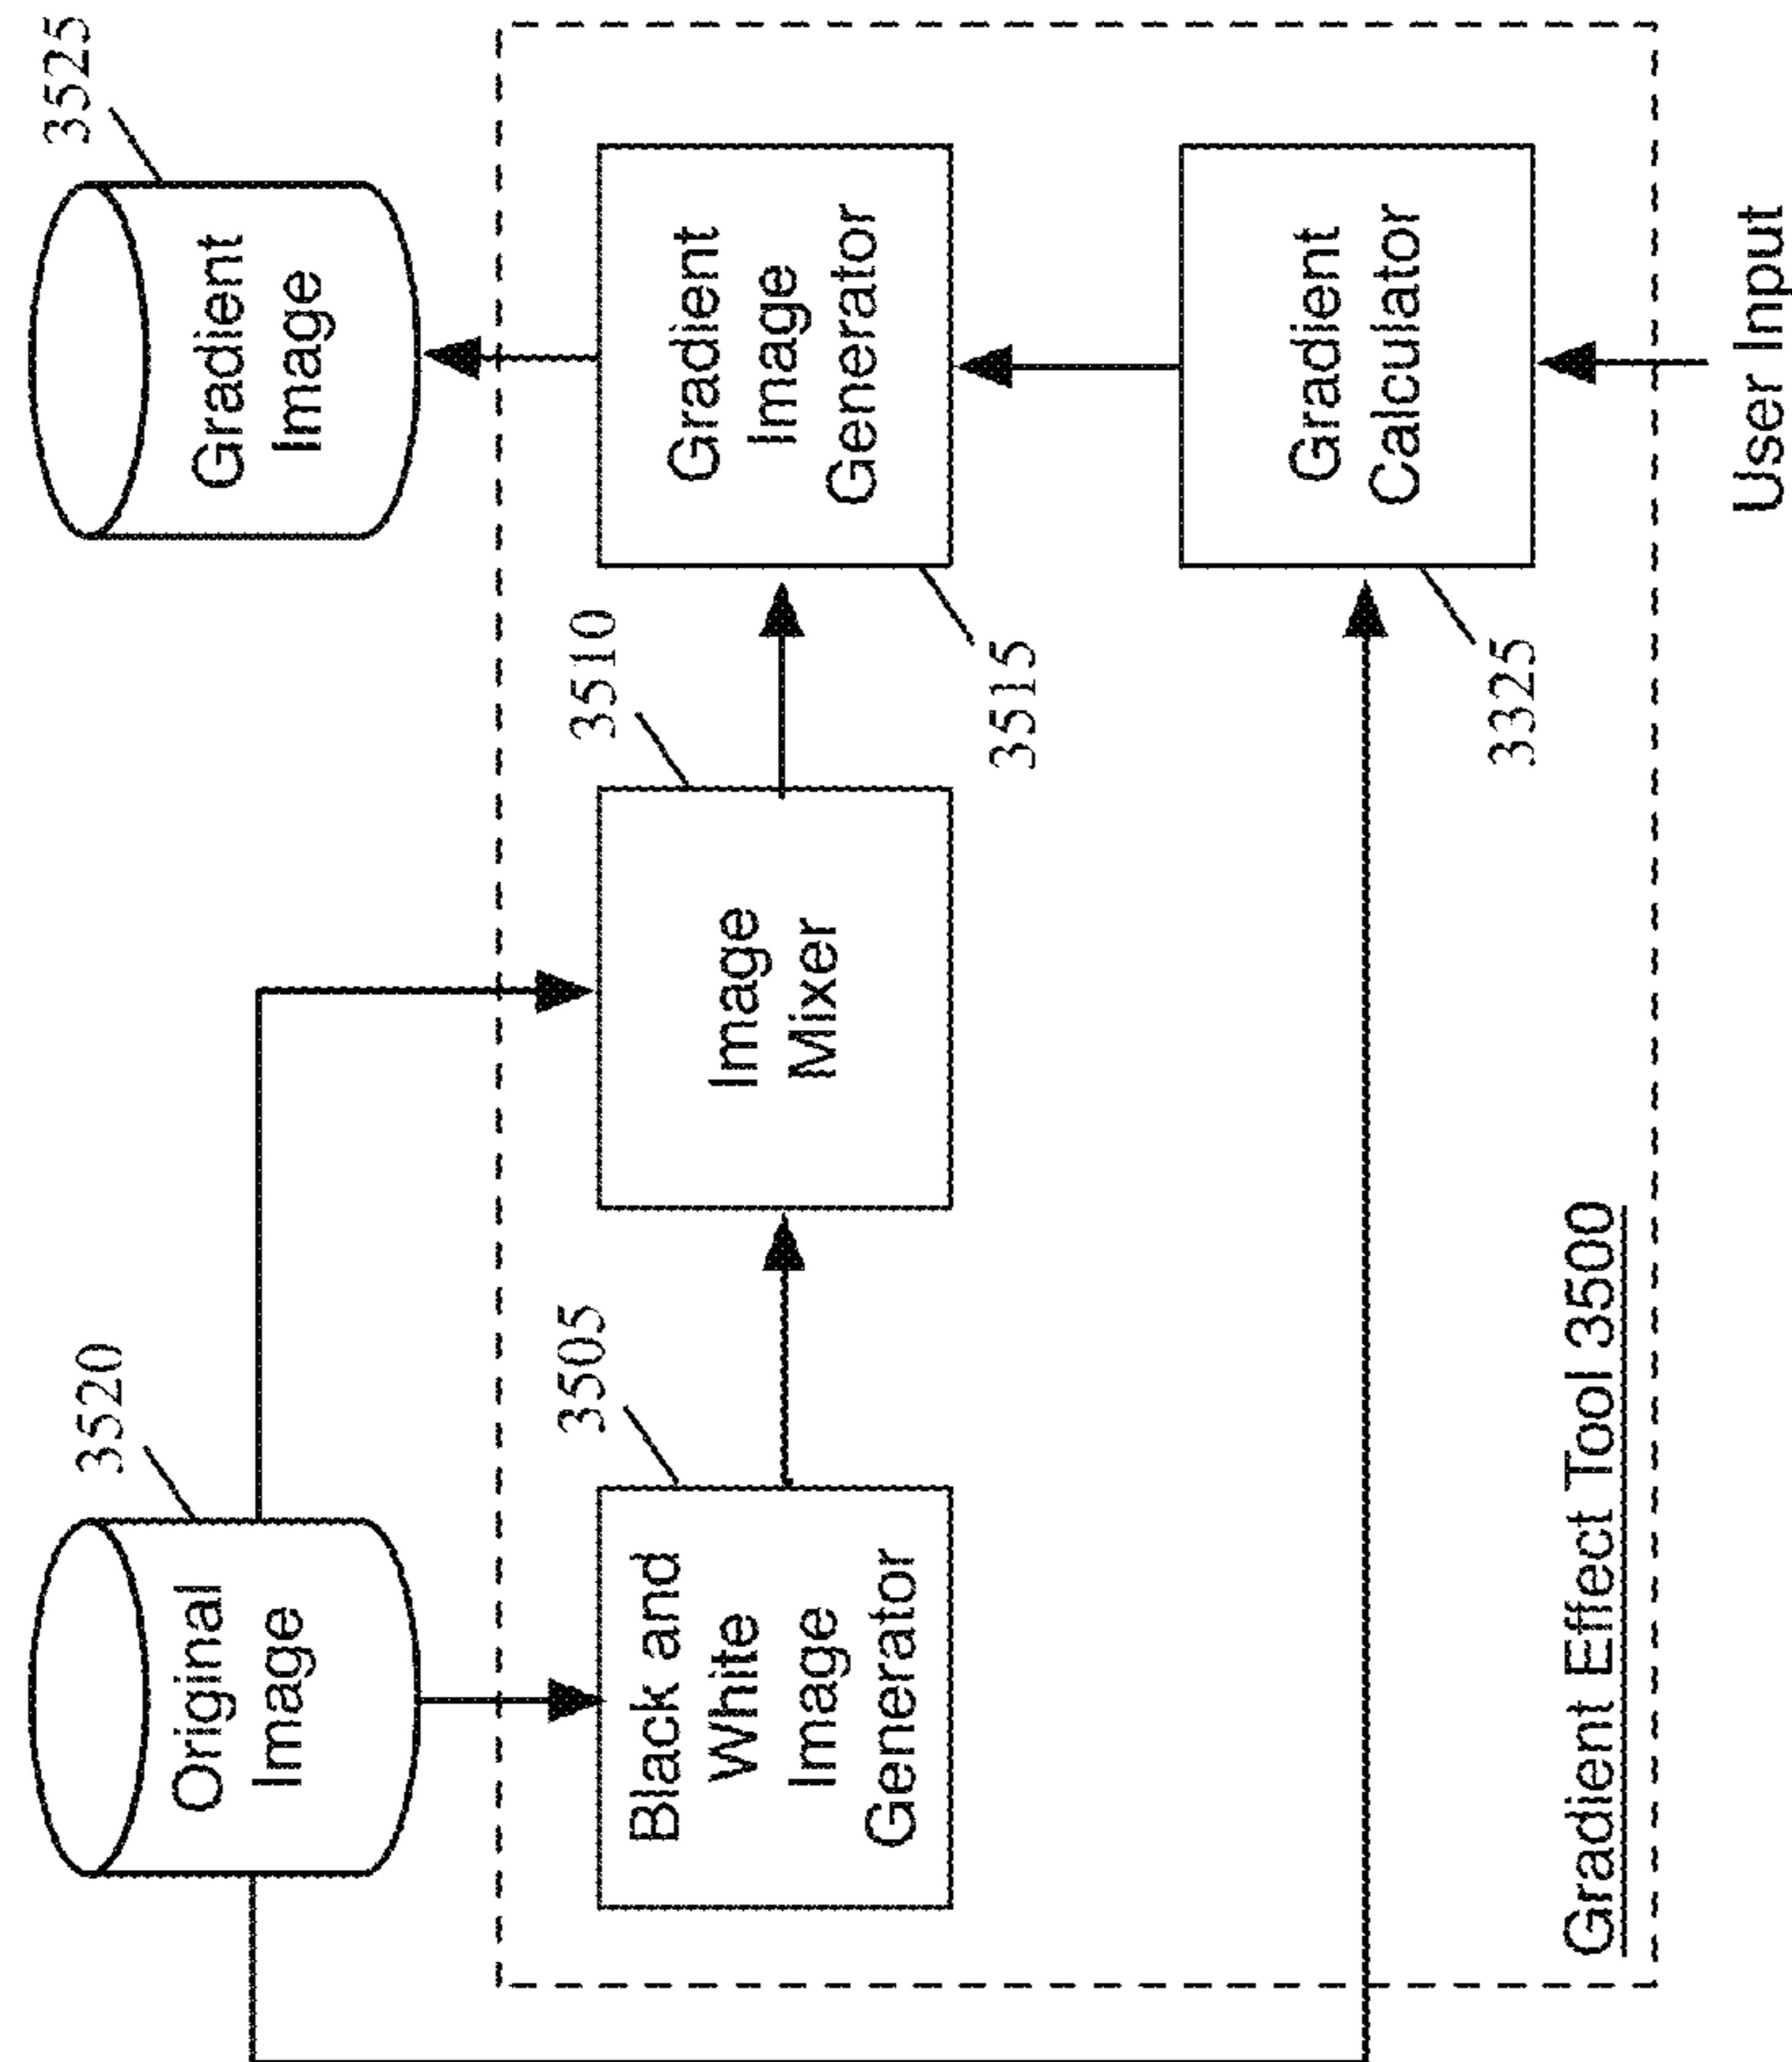 3520
Original
Image
3525
Gradient
Image
3505
Black and
White
Image
Generator
3510
Image
Mixer
Gradient
Image
Generator
3515
Gradient
Calculator
3325
Gradient Effect Tool 3500
User Input